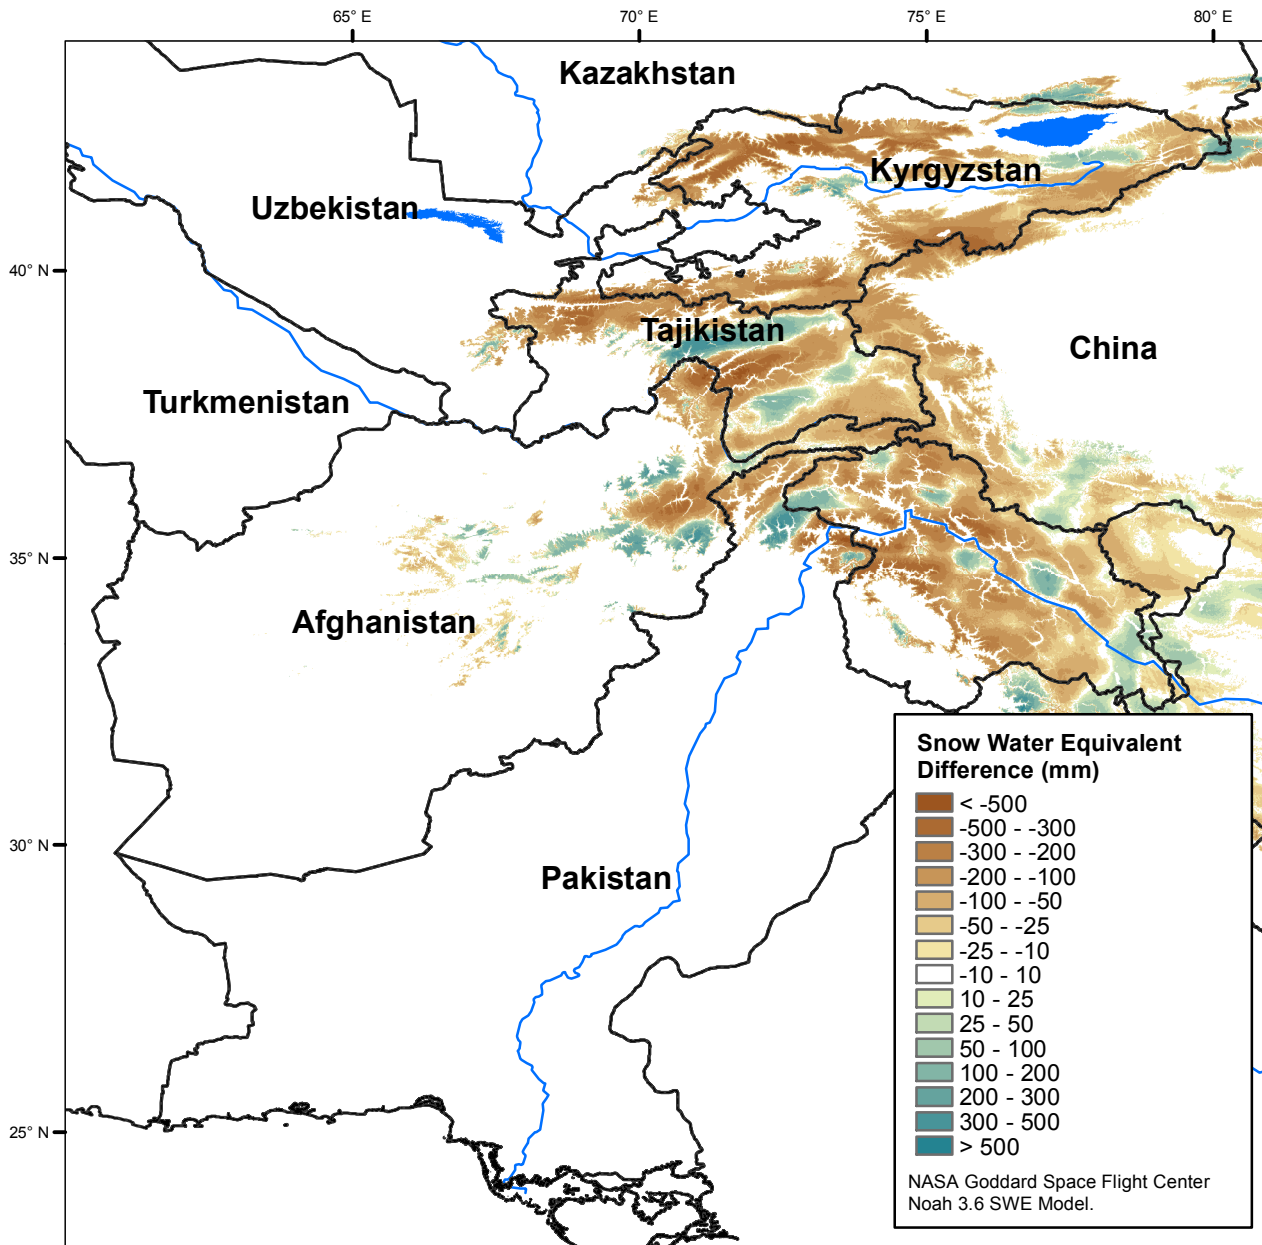 65° E
70° E
75° E
80° E
Kazakhstan
Kyrgyzstan
Uzbekistan
40° N
Tajikistan
China
Turkmenistan
35° N
Afghanistan
Snow Water Equivalent
Difference (mm)
< -500
-500 - -300
-300 - -200
-200 - -100
-100 - -50
-50 - -25
-25 - -10
-10 - 10
10 - 25
25 - 50
50 - 100
100 - 200
200 - 300
300 - 500
> 500
NASA Goddard Space Flight Center
Noah 3.6 SWE Model.
30° N
Pakistan
25° N